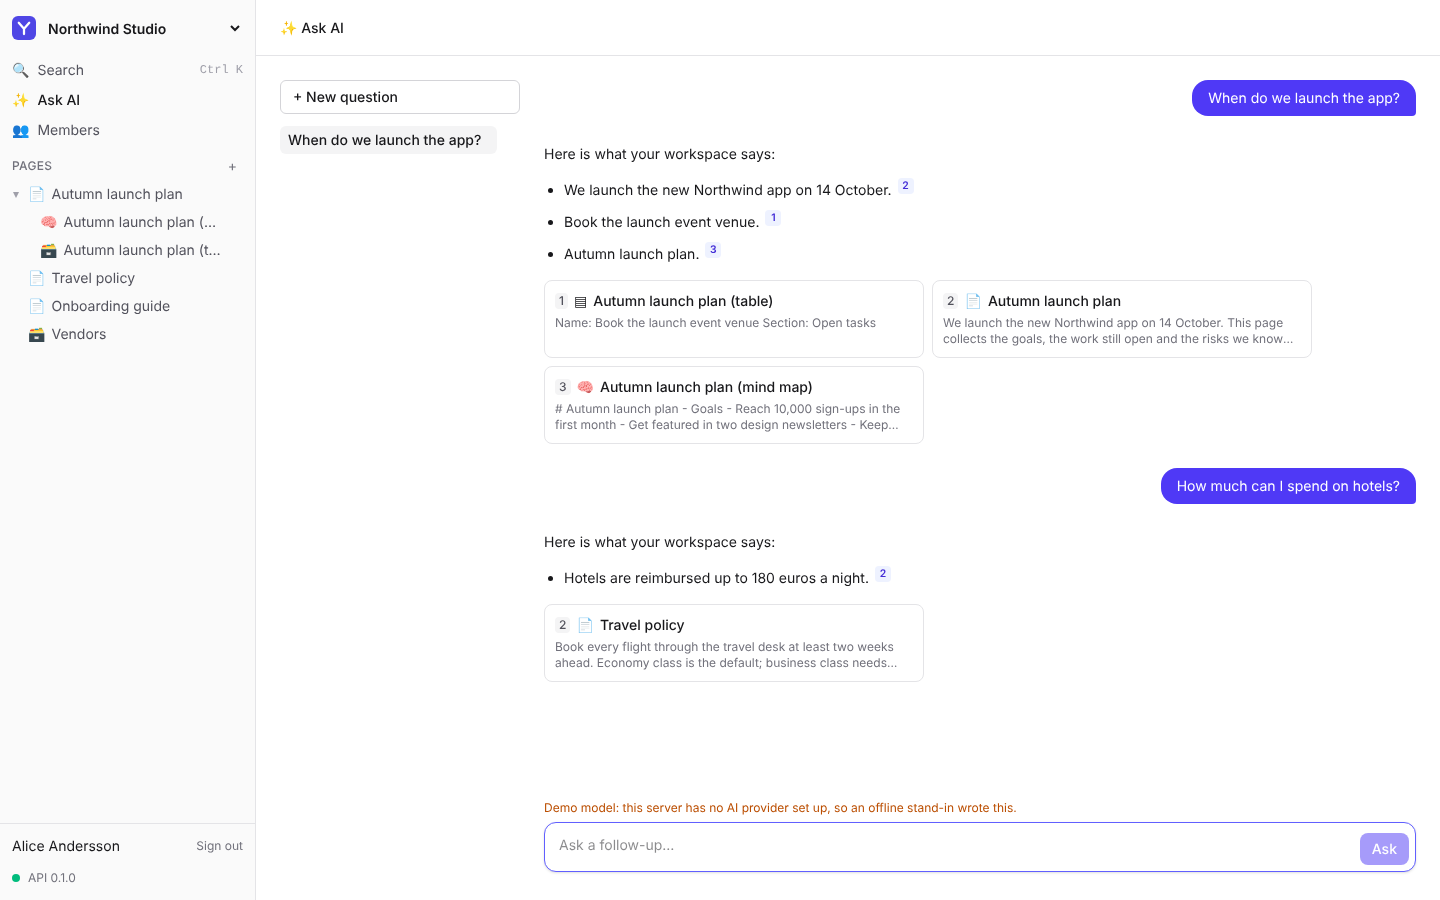 Northwind Studio
Search
Ctrl K
Ask AI
Members
PAGES
+
Autumn launch plan
Autumn launch plan (...
Autumn launch plan (t...
Travel policy
Onboarding guide
Vendors
Alice Andersson
Sign out
API 0.1.0
Ask AI
+ New question
When do we launch the app?
When do we launch the app?
Here is what your workspace says:
We launch the new Northwind app on 14 October. 2
Book the launch event venue. 1
Autumn launch plan. 3
1 Autumn launch plan (table)
Name: Book the launch event venue Section: Open tasks
2 Autumn launch plan
We launch the new Northwind app on 14 October. This page
collects the goals, the work still open and the risks we know...
3 Autumn launch plan (mind map)
# Autumn launch plan - Goals - Reach 10,000 sign-ups in the
first month - Get featured in two design newsletters - Keep...
How much can I spend on hotels?
Here is what your workspace says:
Hotels are reimbursed up to 180 euros a night. 2
2 Travel policy
Book every flight through the travel desk at least two weeks
ahead. Economy class is the default; business class needs...
Demo model: this server has no AI provider set up, so an offline stand-in wrote this.
Ask a follow-up...
Ask